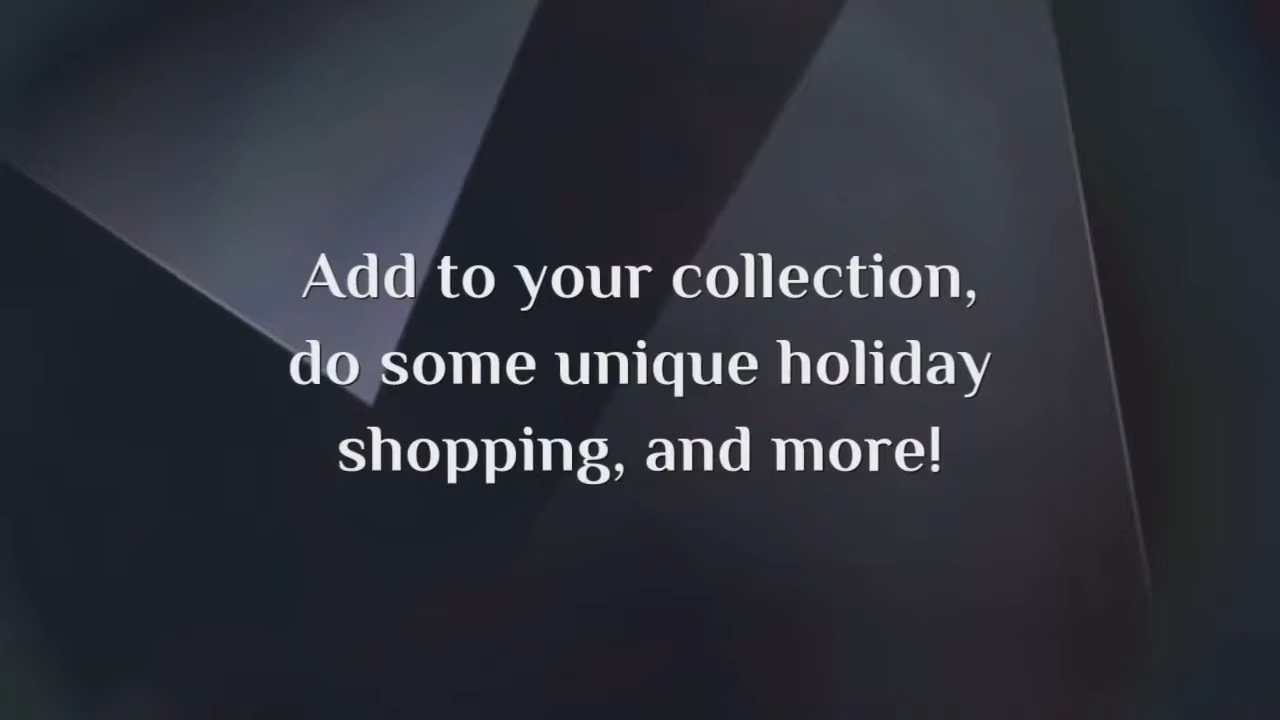 Add to your collection,
do some unique holiday
shopping, and more!